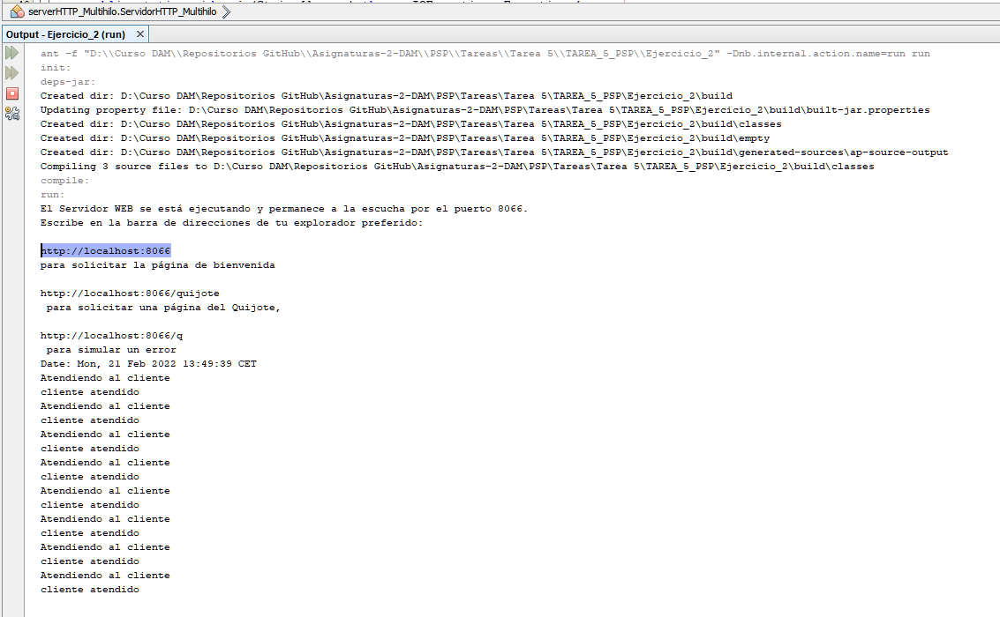 serverHTTP_Multihilo.ServidorHTTP_Multihilo
Output - Ejercicio_2 (run)
ant -f "D:\\Curso DAM\\Repositorios GitHub\\Asignaturas-2-DAM\\PSP\\Tareas\\Tarea 5\\TAREA_5_PSP\\Ejercicio_2" -Dnb.internal.action.name=run run
init:
deps-jar:
Created dir: D:\Curso DAM\Repositorios GitHub\Asignaturas-2-DAM\PSP\Tareas\Tarea 5\TAREA_5_PSP\Ejercicio_2\build
Updating property file: D:\Curso DAM\Repositorios GitHub\Asignaturas-2-DAM\PSP\Tareas\Tarea 5\TAREA_5_PSP\Ejercicio_2\build\built-jar.properties
Created dir: D:\Curso DAM\Repositorios GitHub\Asignaturas-2-DAM\PSP\Tareas\Tarea 5\TAREA_5_PSP\Ejercicio_2\build\classes
Created dir: D:\Curso DAM\Repositorios GitHub\Asignaturas-2-DAM\PSP\Tareas\Tarea 5\TAREA_5_PSP\Ejercicio_2\build\empty
Created dir: D:\Curso DAM\Repositorios GitHub\Asignaturas-2-DAM\PSP\Tareas\Tarea 5\TAREA_5_PSP\Ejercicio_2\build\generated-sources\ap-source-output
Compiling 3 source files to D:\Curso DAM\Repositorios GitHub\Asignaturas-2-DAM\PSP\Tareas\Tarea 5\TAREA_5_PSP\Ejercicio_2\build\classes
compile:
run:
El Servidor WEB se está ejecutando y permanece a la escucha por el puerto 8066.
Escribe en la barra de direcciones de tu explorador preferido:
http://localhost:8066
para solicitar la página de bienvenida
http://localhost:8066/quijote
para solicitar una página del Quijote,
http://localhost:8066/q
para simular un error
Date: Mon, 21 Feb 2022 13:49:39 CET
Atendiendo al cliente
cliente atendido
Atendiendo al cliente
cliente atendido
Atendiendo al cliente
cliente atendido
Atendiendo al cliente
cliente atendido
Atendiendo al cliente
cliente atendido
Atendiendo al cliente
cliente atendido
Atendiendo al cliente
cliente atendido
Atendiendo al cliente
cliente atendido